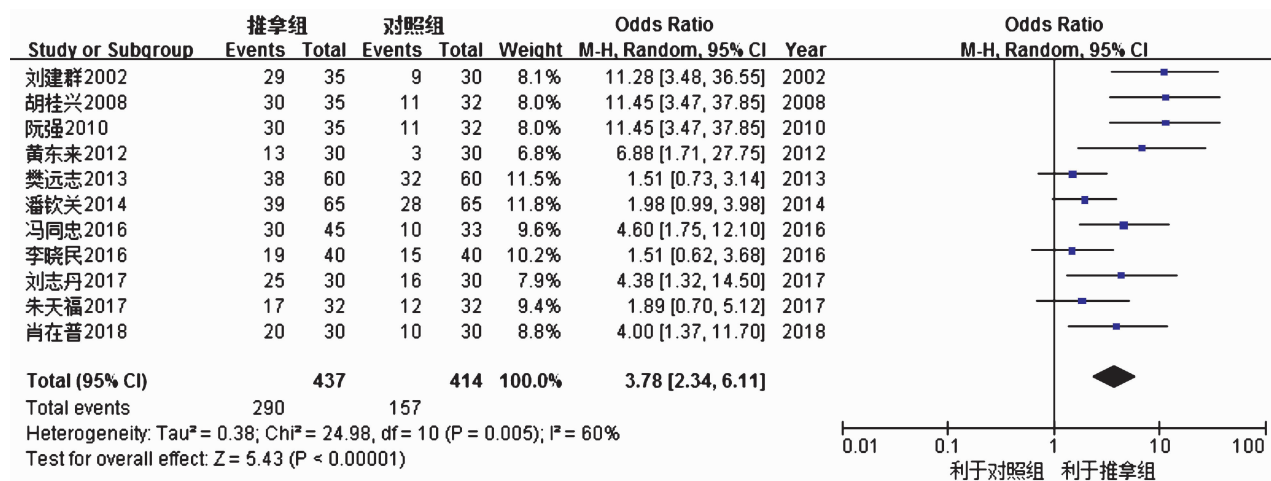 推拿组 对照组 Odds Ratio Odds Ratio
Study or Subgroup Events Total Events Total Weight M-H, Random, 95% CI Year M-H, Random, 95% CI
刘建群2002 29 35 9 30 8.1% 11.28 [3.48, 36.55] 2002
胡桂兴2008 30 35 11 32 8.0% 11.45 [3.47, 37.85] 2008
阮强2010 30 35 11 32 8.0% 11.45 [3.47, 37.85] 2010
黄东来2012 13 30 3 30 6.8% 6.88 [1.71, 27.75] 2012
樊远志2013 38 60 32 60 11.5% 1.51 [0.73, 3.14] 2013
潘钦关2014 39 65 28 65 11.8% 1.98 [0.99, 3.98] 2014
冯同忠2016 30 45 10 33 9.6% 4.60 [1.75, 12.10] 2016
李晓民2016 19 40 15 40 10.2% 1.51 [0.62, 3.68] 2016
刘志丹2017 25 30 16 30 7.9% 4.38 [1.32, 14.50] 2017
朱天福2017 17 32 12 32 9.4% 1.89 [0.70, 5.12] 2017
肖在普2018 20 30 10 30 8.8% 4.00 [1.37, 11.70] 2018
Total (95% CI) 437 414 100.0% 3.78 [2.34, 6.11]
Total events 290 157
Heterogeneity: Tau² = 0.38; Chi² = 24.98, df = 10 (P = 0.005); I² = 60%
Test for overall effect: Z = 5.43 (P < 0.00001)
0.01 0.1 1 10 100
利于对照组 利于推拿组